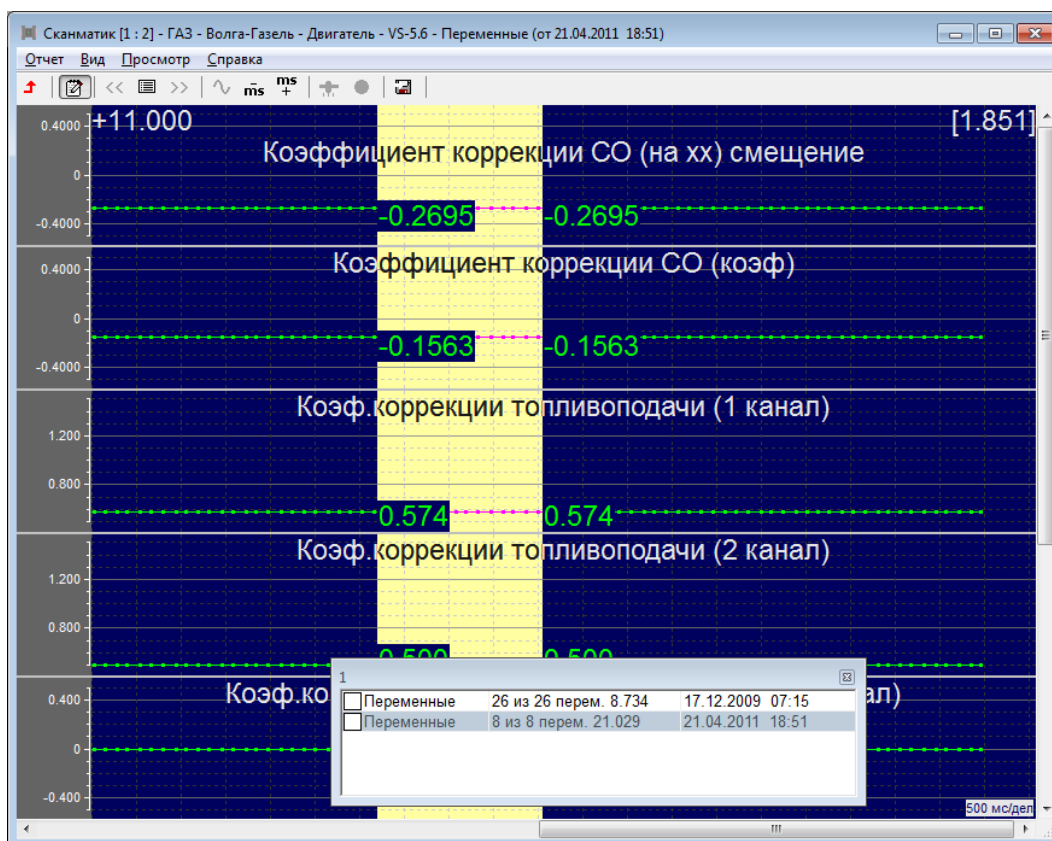 Сканматик [1 : 2] - ГАЗ - Волга-Газель - Двигатель - VS-5.6 - Переменные (от 21.04.2011 18:51)
Отчет Вид Просмотр Справка
<< >> ms ms
+11.000 [1.851]
0.4000
Коэффициент коррекции СО (на хх) смещение
0
-0.4000
-0.2695 -0.2695
Коэффициент коррекции СО (коэф)
0.4000
0
-0.1563 -0.1563
-0.4000
Коэф.коррекции топливоподачи (1 канал)
1.200
0.800
0.574 0.574
Коэф.коррекции топливоподачи (2 канал)
1.200
0.800
0.500 0.500
1
Коэф.ко ал)
0.400
Переменные 26 из 26 перем. 8.734 17.12.2009 07:15
Переменные 8 из 8 перем. 21.029 21.04.2011 18:51
0
-0.400
500 мс/дел